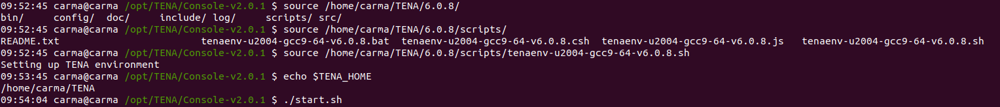 09:52:45 carma@carma /opt/TENA/Console-v2.0.1 $ source /home/carma/TENA/6.0.8/
bin/ config/ doc/ include/ log/ scripts/ src/
09:52:45 carma@carma /opt/TENA/Console-v2.0.1 $ source /home/carma/TENA/6.0.8/scripts/
README.txt tenaenv-u2004-gcc9-64-v6.0.8.bat tenaenv-u2004-gcc9-64-v6.0.8.csh tenaenv-u2004-gcc9-64-v6.0.8.js tenaenv-u2004-gcc9-64-v6.0.8.sh
09:52:45 carma@carma /opt/TENA/Console-v2.0.1 $ source /home/carma/TENA/6.0.8/scripts/tenaenv-u2004-gcc9-64-v6.0.8.sh
Setting up TENA environment
09:53:45 carma@carma /opt/TENA/Console-v2.0.1 $ echo $TENA_HOME
/home/carma/TENA
09:54:04 carma@carma /opt/TENA/Console-v2.0.1 $ ./start.sh